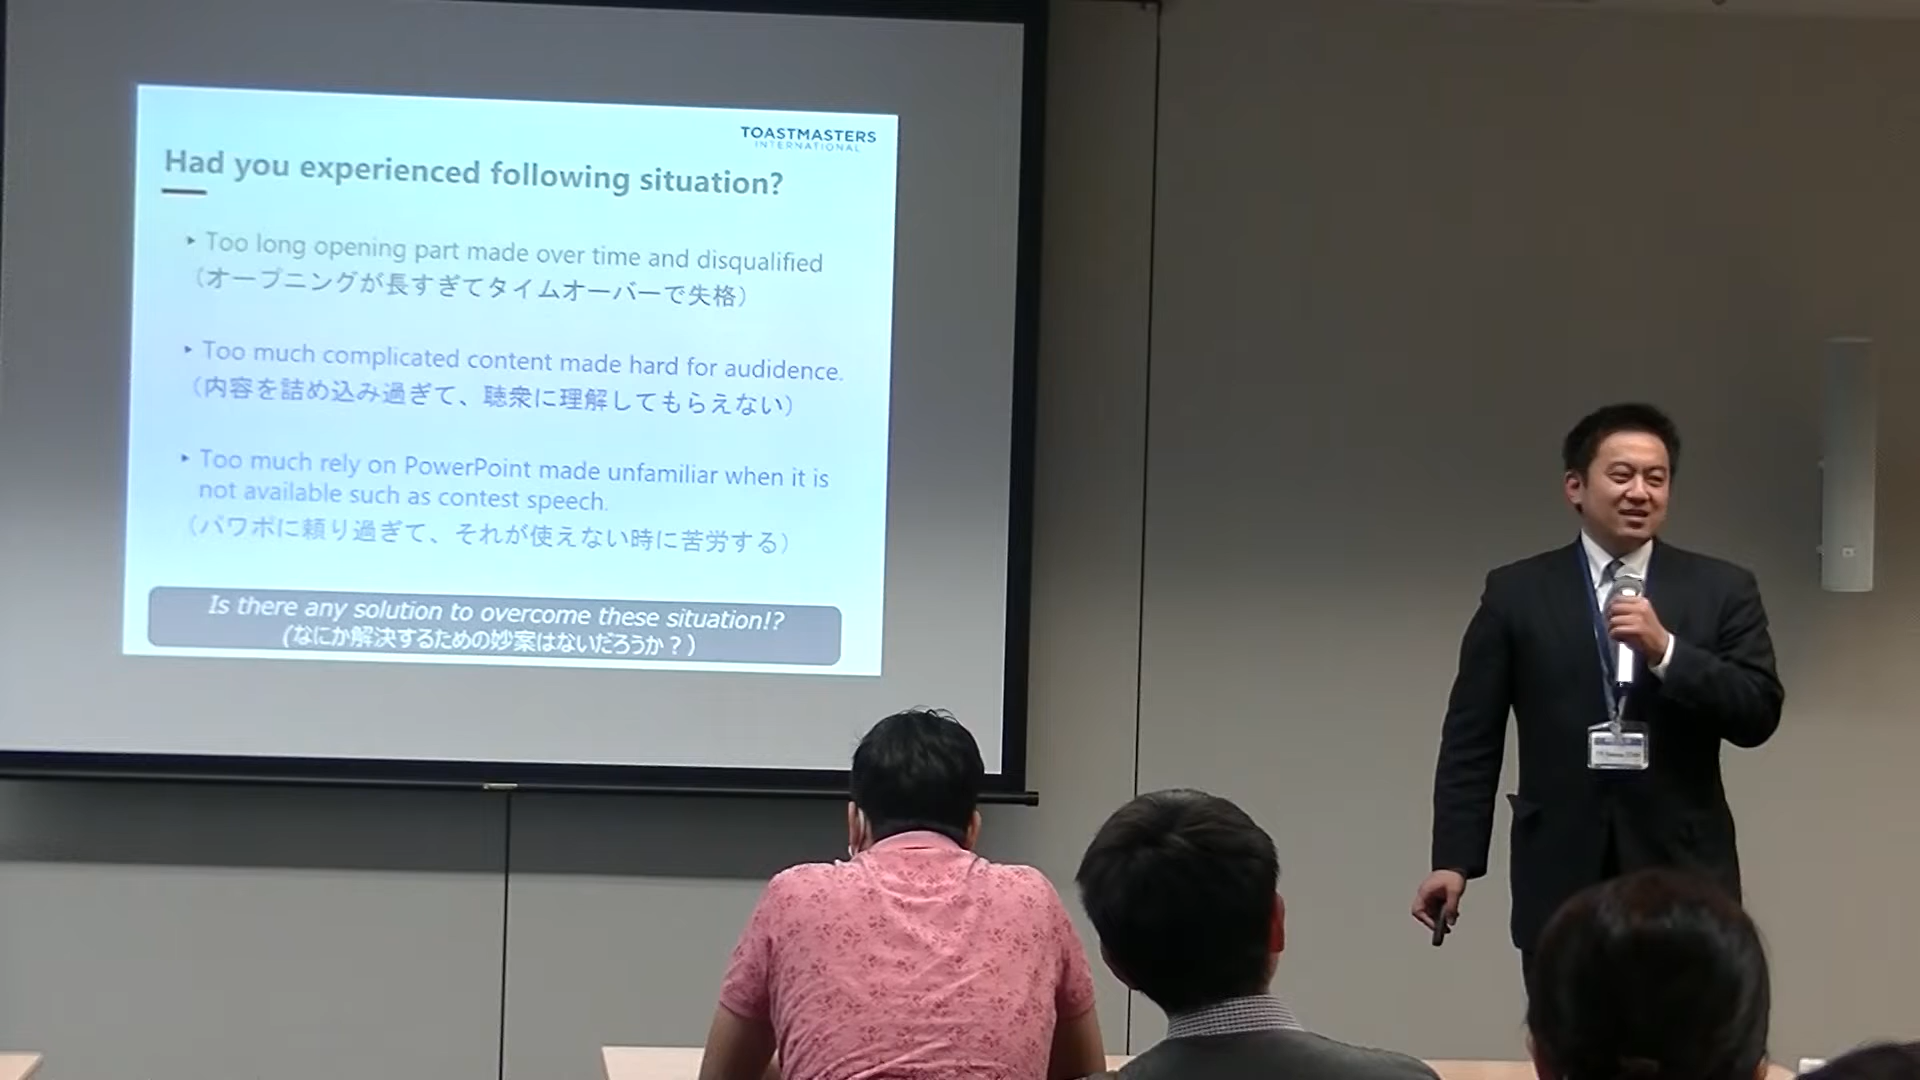 TOASTMASTERS
INTERNATIONAL
Had you experienced following situation?
‣ Too long opening part made over time and disqualified
（オープニングが長すぎてタイムオーバーで失格）
‣ Too much complicated content made hard for audidence.
（内容を詰め込み過ぎて、聴衆に理解してもらえない）
‣ Too much rely on PowerPoint made unfamiliar when it is
not available such as contest speech.
（パワポに頼り過ぎて、それが使えない時に苦労する）
Is there any solution to overcome these situation!?
(なにか解決するための妙案はないだろうか？)